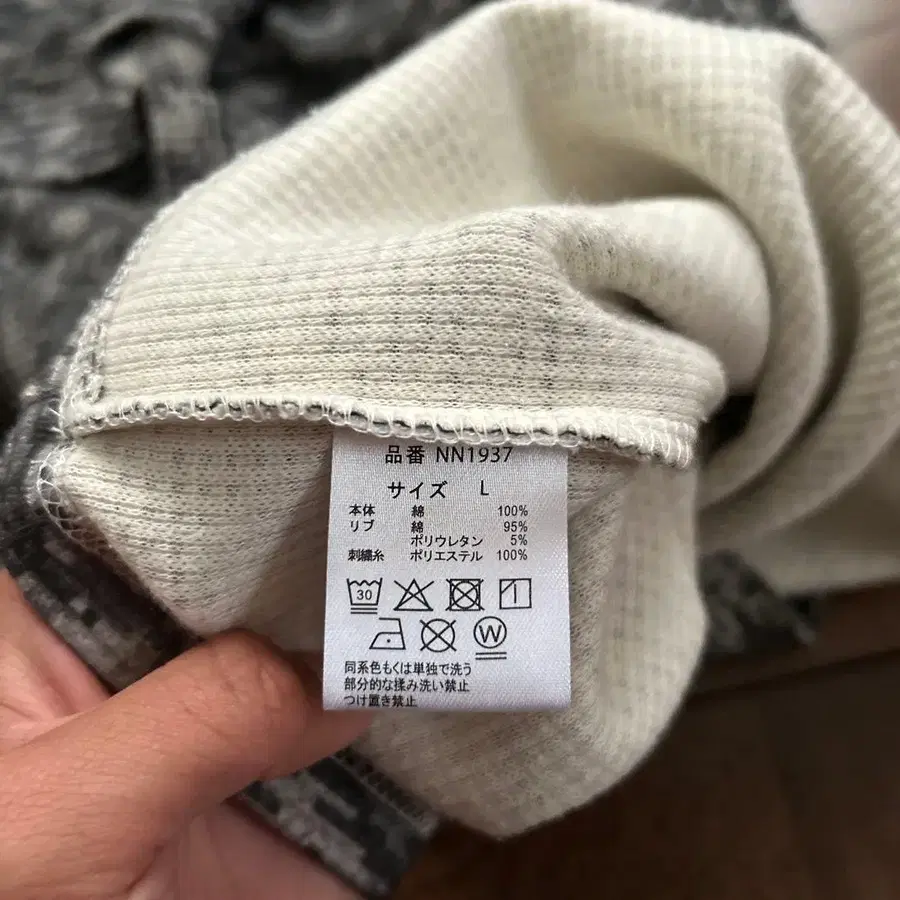 品番 NN1937
サイズ L
本体 綿 100%
リブ 綿 95%
ポリウレタン 5%
刺繍糸 ポリエステル 100%
30
W
同系色もくは単独で洗う
部分的な揉み洗い禁止
つけ置き禁止